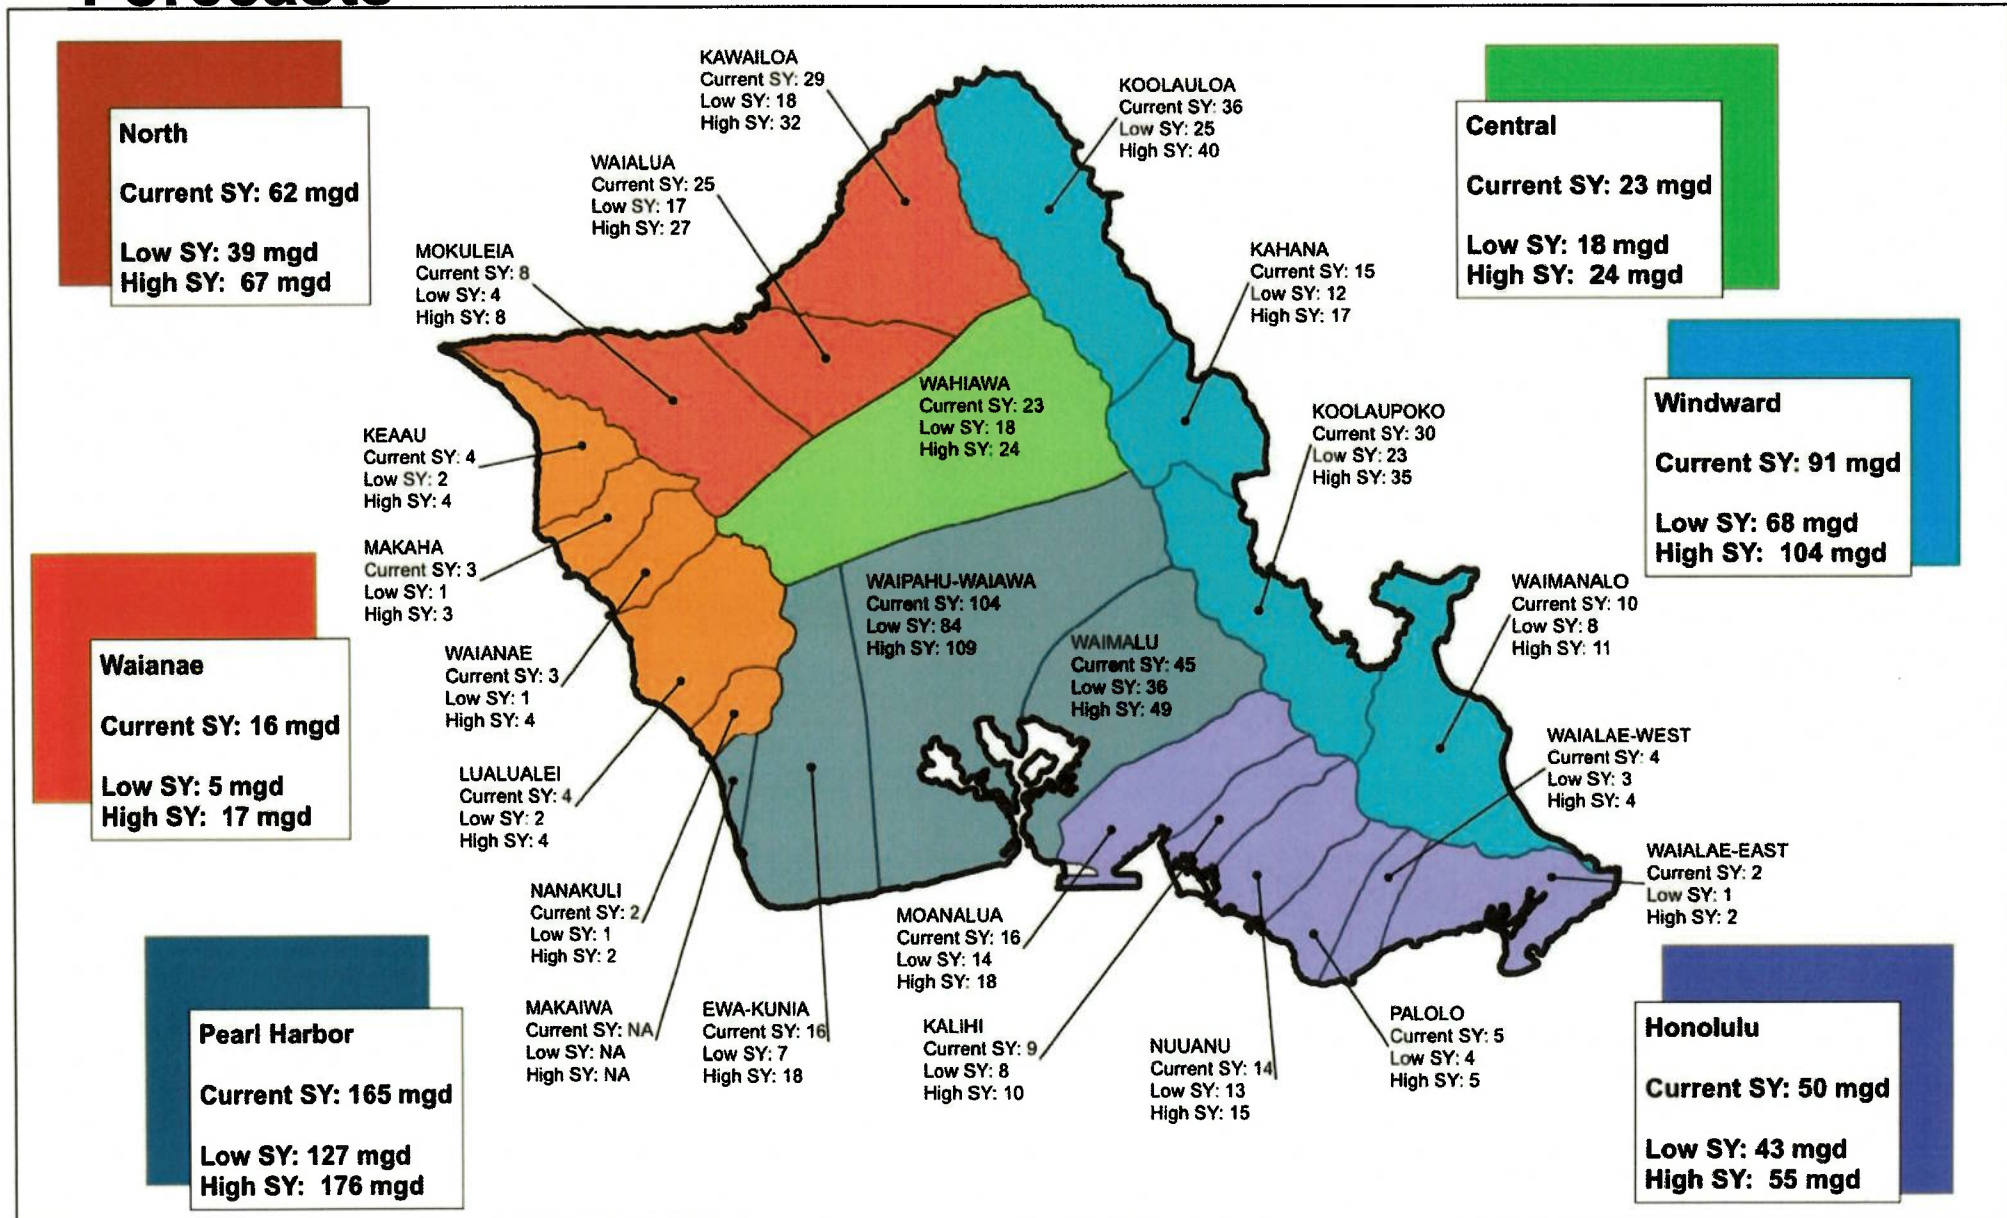 North
Current SY: 62 mgd
Low SY: 39 mgd
High SY: 67 mgd
KAWAILOA
Current SY: 29
Low SY: 18
High SY: 32
KOOLAULOA
Current SY: 36
Low SY: 25
High SY: 40
Central
Current SY: 23 mgd
Low SY: 18 mgd
High SY: 24 mgd
WAIALUA
Current SY: 25
Low SY: 17
High SY: 27
MOKULEIA
Current SY: 8
Low SY: 4
High SY: 8
KAHANA
Current SY: 15
Low SY: 12
High SY: 17
WAHIAWA
Current SY: 23
Low SY: 18
High SY: 24
KOOLAUPOKO
Current SY: 30
Low SY: 23
High SY: 35
Windward
Current SY: 91 mgd
Low SY: 68 mgd
High SY: 104 mgd
KEAAU
Current SY: 4
Low SY: 2
High SY: 4
MAKAHA
Current SY: 3
Low SY: 1
High SY: 3
WAIPAHU-WAIAWA
Current SY: 104
Low SY: 84
High SY: 109
WAIMALU
Current SY: 45
Low SY: 36
High SY: 49
WAIMANALO
Current SY: 10
Low SY: 8
High SY: 11
Waianae
Current SY: 16 mgd
Low SY: 5 mgd
High SY: 17 mgd
WAIANAE
Current SY: 3
Low SY: 1
High SY: 4
LUALUALEI
Current SY: 4
Low SY: 2
High SY: 4
WAIALAE-WEST
Current SY: 4
Low SY: 3
High SY: 4
WAIALAE-EAST
Current SY: 2
Low SY: 1
High SY: 2
NANAKULI
Current SY: 2
Low SY: 1
High SY: 2
MOANALUA
Current SY: 16
Low SY: 14
High SY: 18
MAKAIWA
Current SY: NA
Low SY: NA
High SY: NA
EWA-KUNIA
Current SY: 16
Low SY: 7
High SY: 18
KALIHI
Current SY: 9
Low SY: 8
High SY: 10
NUUANU
Current SY: 14
Low SY: 13
High SY: 15
PALOLO
Current SY: 5
Low SY: 4
High SY: 5
Pearl Harbor
Current SY: 165 mgd
Low SY: 127 mgd
High SY: 176 mgd
Honolulu
Current SY: 50 mgd
Low SY: 43 mgd
High SY: 55 mgd